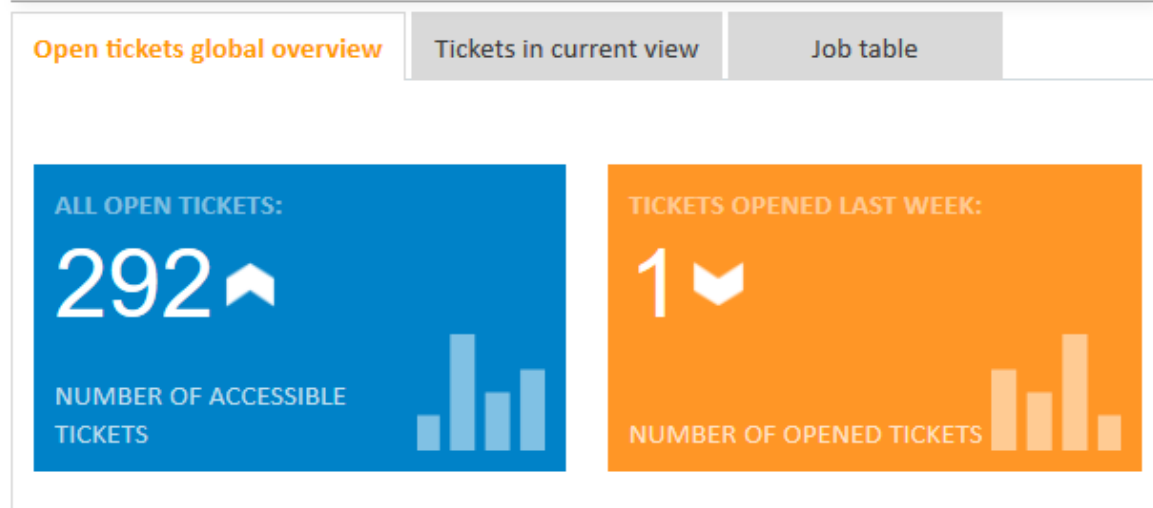 Open tickets global overview
Tickets in current view
Job table
ALL OPEN TICKETS:
292
NUMBER OF ACCESSIBLE
TICKETS
TICKETS OPENED LAST WEEK:
1
NUMBER OF OPENED TICKETS